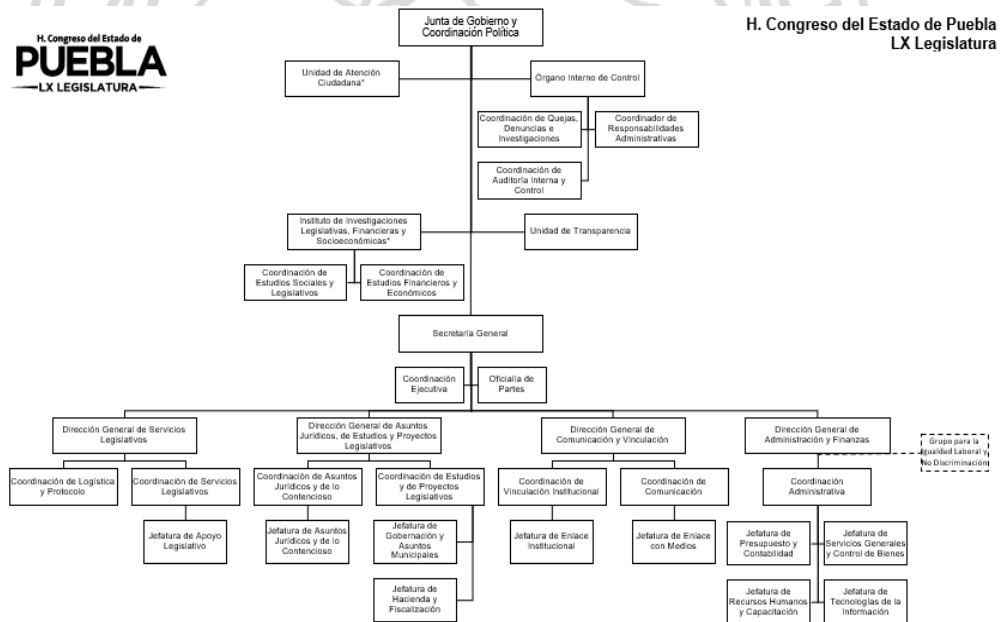 H. Congreso del Estado de
PUEBLA
LX LEGISLATURA
Junta de Gobierno y
Coordinación Política
H. Congreso del Estado de Puebla
LX Legislatura
Unidad de Atención
Ciudadana*
Órgano Interno de Control
Coordinación de Quejas,
Denuncias e
Investigaciones
Coordinador de
Responsabilidades
Administrativas
Coordinación de
Auditoría Interna y
Control
Instituto de Investigaciones
Legislativas, Financieras y
Socioeconómicas*
Unidad de Transparencia
Coordinación de
Estudios Sociales y
Legislativos
Coordinación de
Estudios Financieros y
Económicos
Secretaría General
Coordinación
Ejecutiva
Oficialía de
Partes
Dirección General de Servicios
Legislativos
Dirección General de Asuntos
Jurídicos, de Estudios y Proyectos
Legislativos
Dirección General de
Comunicación y Vinculación
Dirección General de
Administración y Finanzas
Grupo para la
Igualdad Laboral y
No Discriminación
Coordinación de Logística
y Protocolo
Coordinación de Servicios
Legislativos
Coordinación de Asuntos
Jurídicos y de lo
Contencioso
Coordinación de Estudios
y de Proyectos
Legislativos
Coordinación de
Vinculación Institucional
Coordinación de
Comunicación
Coordinación
Administrativa
Jefatura de Apoyo
Legislativo
Jefatura de Asuntos
Jurídicos y de lo
Contencioso
Jefatura de
Gobernación y
Asuntos
Municipales
Jefatura de Enlace
Institucional
Jefatura de Enlace
con Medios
Jefatura de
Presupuesto y
Contabilidad
Jefatura de
Servicios Generales
y Control de Bienes
Jefatura de
Hacienda y
Fiscalización
Jefatura de
Recursos Humanos
y Capacitación
Jefatura de
Tecnologías de la
Información